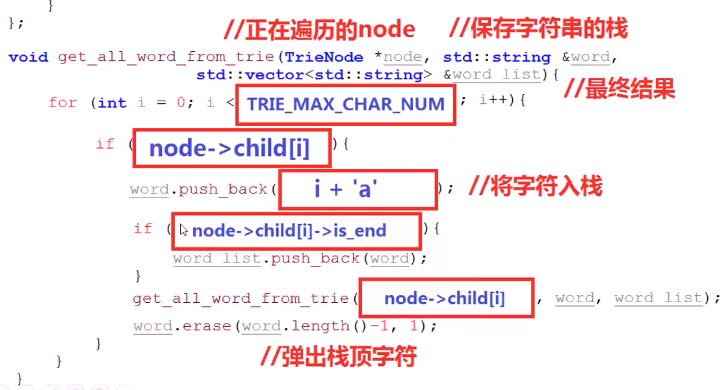 }
};
//正在遍历的node //保存字符串的栈
void get_all_word_from_trie(TrieNode *node, std::string &word,
std::vector<std::string> &word_list){
//最终结果
for (int i = 0; i < TRIE_MAX_CHAR_NUM ; i++){
if ( node->child[i] ){
word.push_back( i + 'a' ); //将字符入栈
if ( node->child[i]->is_end ){
word_list.push_back(word);
}
get_all_word_from_trie( node->child[i] , word, word_list);
word.erase(word.length()-1, 1);
} //弹出栈顶字符
}
}